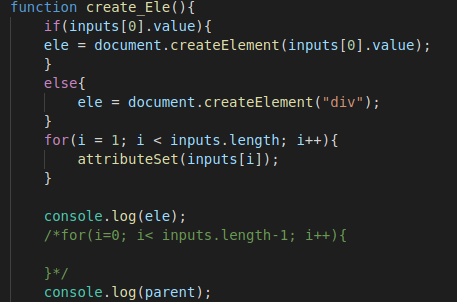 function create_Ele(){
if(inputs[0].value){
ele = document.createElement(inputs[0].value);
}
else{
ele = document.createElement("div");
}
for(i = 1; i < inputs.length; i++){
attributeSet(inputs[i]);
}
console.log(ele);
/*for(i=0; i< inputs.length-1; i++){
}*/
console.log(parent);